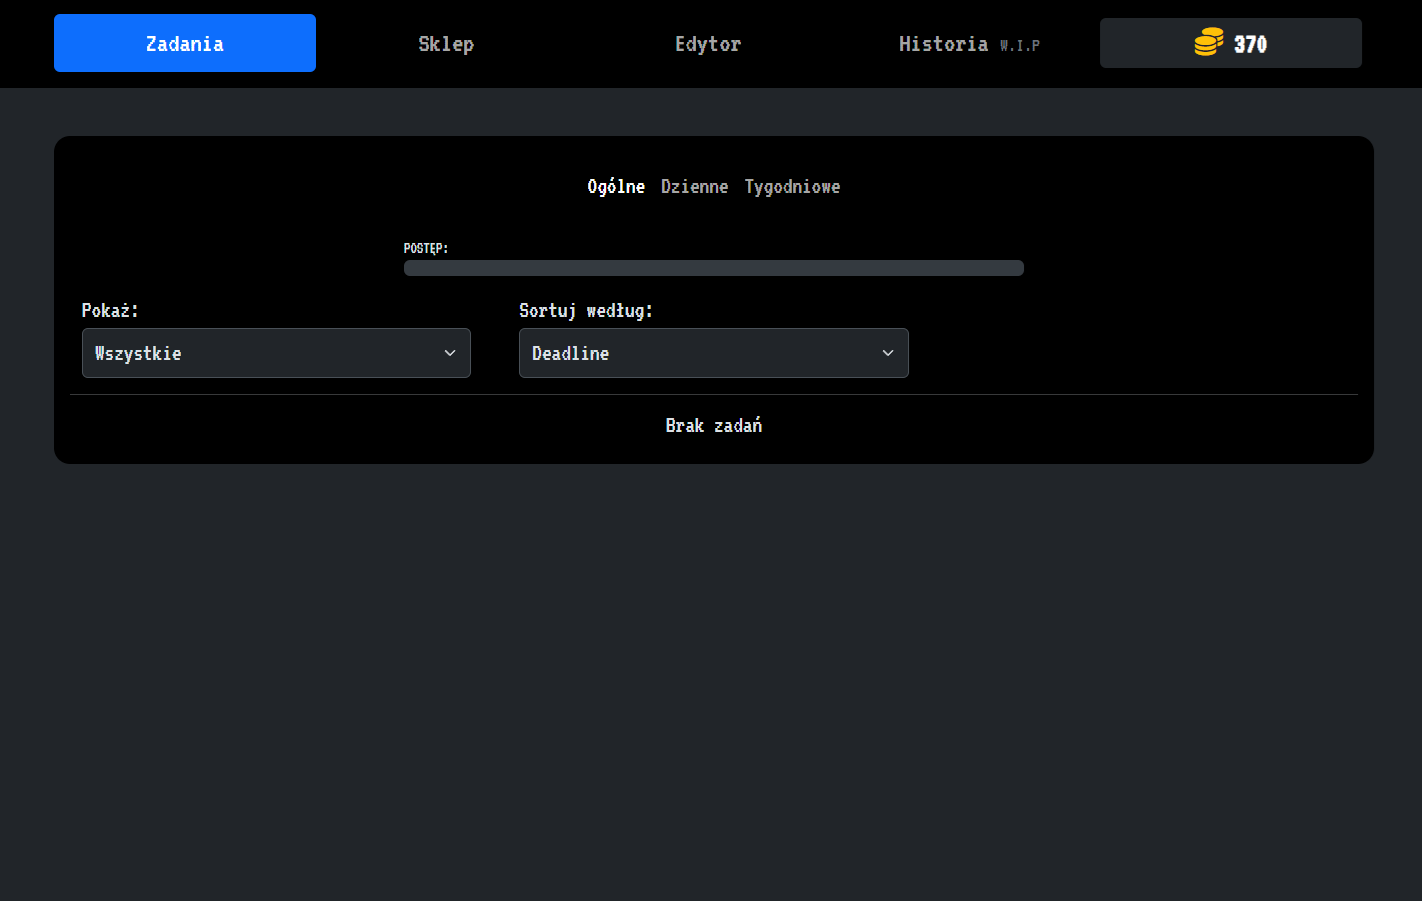 Zadania Sklep Edytor Historia W.I.P 370
Ogólne Dzienne Tygodniowe
POSTĘP:
Pokaż: Sortuj według:
Wszystkie Deadline
Brak zadań